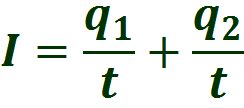 I = q₁/t + q₂/t